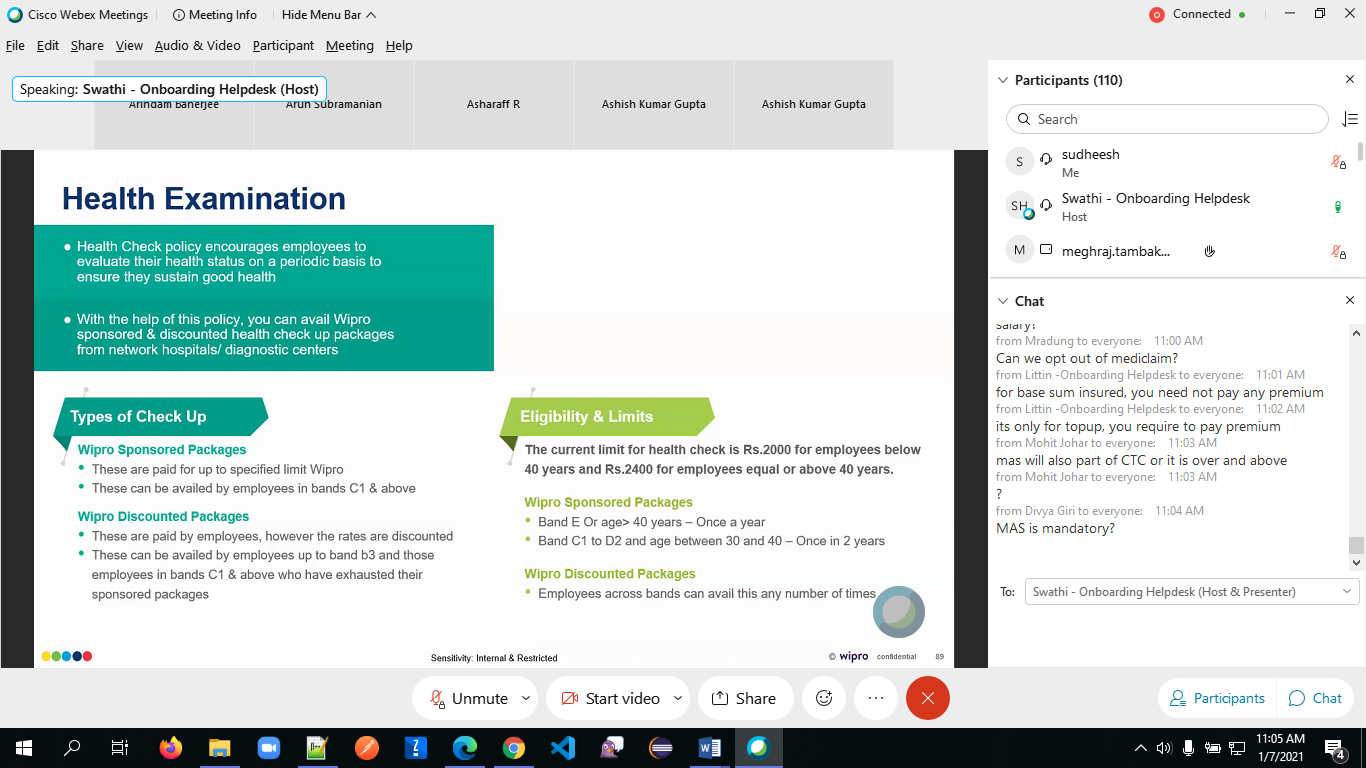 Cisco Webex Meetings
Meeting Info
Hide Menu Bar
Connected
File Edit Share View Audio & Video Participant Meeting Help
Speaking: Swathi - Onboarding Helpdesk (Host)
Arindam Banerjee
Arun Subramanian
Asharaff R
Ashish Kumar Gupta
Ashish Kumar Gupta
Health Examination
• Health Check policy encourages employees to
evaluate their health status on a periodic basis to
ensure they sustain good health
• With the help of this policy, you can avail Wipro
sponsored & discounted health check up packages
from network hospitals/ diagnostic centers
Types of Check Up
Wipro Sponsored Packages
• These are paid for up to specified limit Wipro
• These can be availed by employees in bands C1 & above
Wipro Discounted Packages
• These are paid by employees, however the rates are discounted
• These can be availed by employees up to band b3 and those
employees in bands C1 & above who have exhausted their
sponsored packages
Eligibility & Limits
The current limit for health check is Rs.2000 for employees below
40 years and Rs.2400 for employees equal or above 40 years.
Wipro Sponsored Packages
• Band E Or age> 40 years – Once a year
• Band C1 to D2 and age between 30 and 40 – Once in 2 years
Wipro Discounted Packages
• Employees across bands can avail this any number of times
Sensitivity: Internal & Restricted
© wipro confidential 89
Participants (110)
Search
S
sudheesh
Me
SH
Swathi - Onboarding Helpdesk
Host
M
meghraj.tambak...
Chat
salary?
from Mradung to everyone: 11:00 AM
Can we opt out of mediclaim?
from Littin -Onboarding Helpdesk to everyone: 11:01 AM
for base sum insured, you need not pay any premium
from Littin -Onboarding Helpdesk to everyone: 11:02 AM
its only for topup, you require to pay premium
from Mohit Johar to everyone: 11:03 AM
mas will also part of CTC or it is over and above
from Mohit Johar to everyone: 11:03 AM
?
from Divya Giri to everyone: 11:04 AM
MAS is mandatory?
To: Swathi - Onboarding Helpdesk (Host & Presenter)
Unmute
Start video
Share
Participants
Chat
11:05 AM
1/7/2021
4